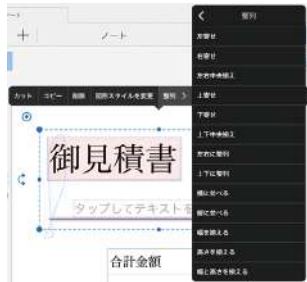 ノート
整列
カット コピー 削除 図形スタイルを変更 整列
御見積書
タップしてテキストを
合計金額
左寄せ
右寄せ
左右中央揃え
上寄せ
下寄せ
上下中央揃え
左右に整列
上下に整列
横に並べる
縦に並べる
幅を揃える
高さを揃える
幅と高さを揃える